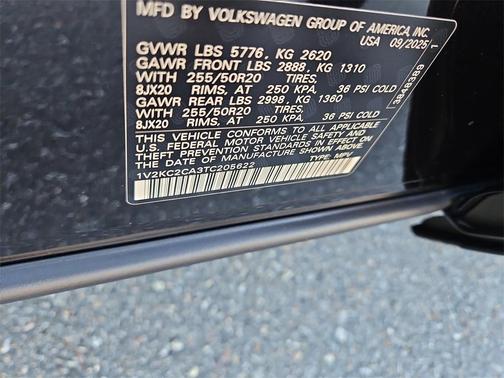 MFD BY VOLKSWAGEN GROUP OF AMERICA, INC.
USA 09/2025
GVWR LBS 5776, KG 2620
GAWR FRONT LBS 2888, KG 1310
WITH 255/50R20 TIRES,
8JX20 RIMS, AT 250 KPA, 36 PSI COLD
GAWR REAR LBS 2998, KG 1360
WITH 255/50R20 TIRES,
8JX20 RIMS, AT 250 KPA, 36 PSI COLD
THIS VEHICLE CONFORMS TO ALL APPLICABLE
U.S. FEDERAL MOTOR VEHICLE SAFETY AND
THEFT PREVENTION STANDARDS IN EFFECT
ON THE DATE OF MANUFACTURE SHOWN ABOVE.
1V2KC2CA3TC205822
TYPE: MPV